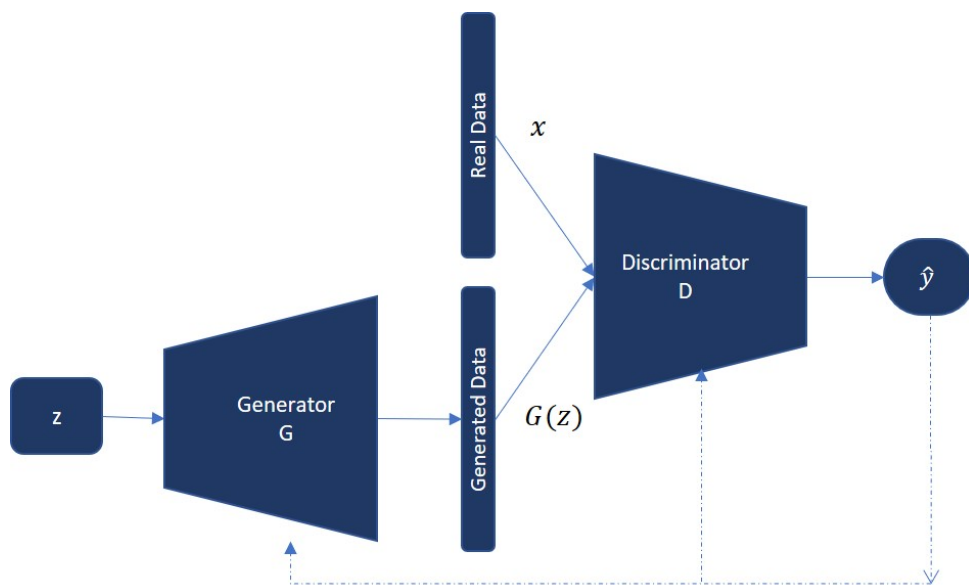 Real Data
x
Discriminator
D
ŷ
z
Generator
G
Generated Data
G(z)